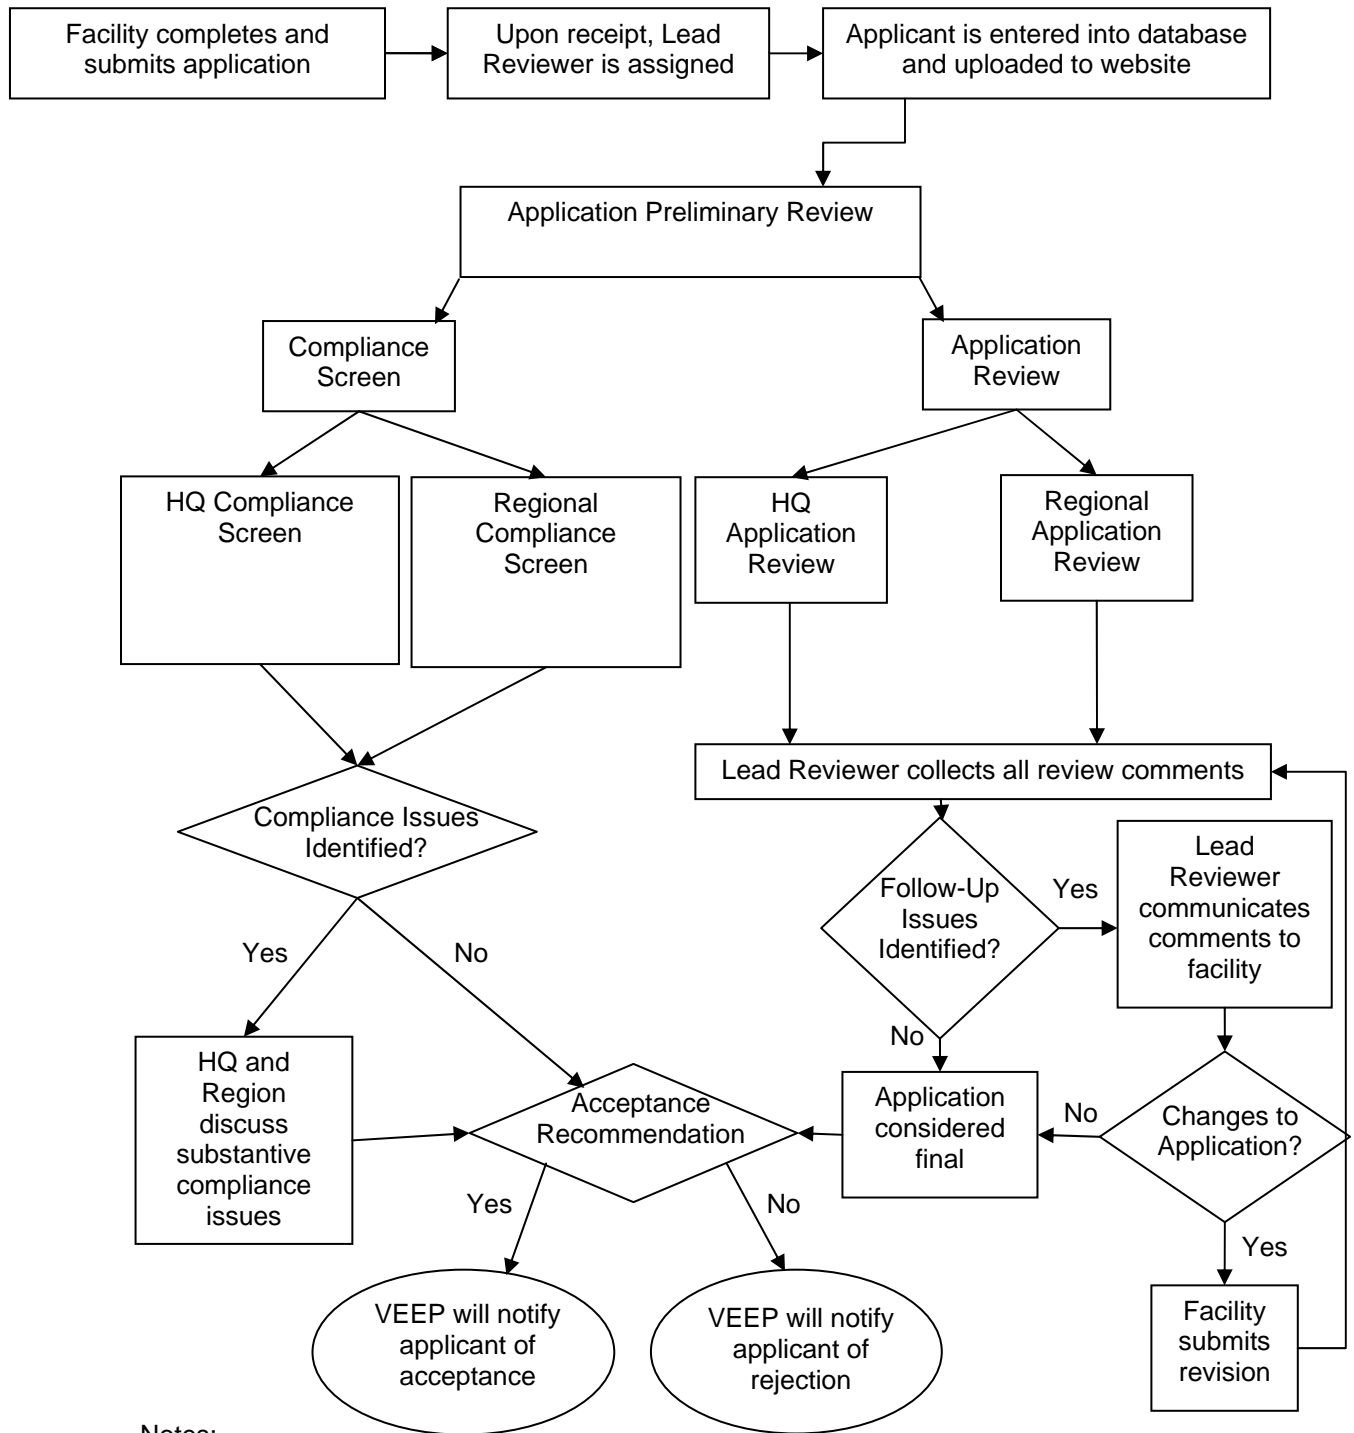 Facility completes and
submits application
Upon receipt, Lead
Reviewer is assigned
Applicant is entered into database
and uploaded to website
Application Preliminary Review
Compliance
Screen
Application
Review
HQ Compliance
Screen
Regional
Compliance
Screen
HQ
Application
Review
Regional
Application
Review
Lead Reviewer collects all review comments
Compliance Issues
Identified?
Follow-Up
Issues
Identified?
Yes
Lead
Reviewer
communicates
comments to
facility
Yes
No
No
HQ and
Region
discuss
substantive
compliance
issues
Acceptance
Recommendation
Application
considered
final
No
Changes to
Application?
Yes
No
Yes
VEEP will notify
applicant of
acceptance
VEEP will notify
applicant of
rejection
Facility
submits
revision
Notes: